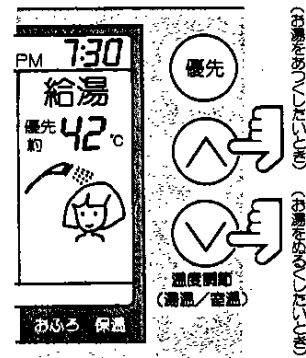 PM 7:30
給湯
優先
約 42℃
おふろ 保温
優先
温度調節
(湯温/室温)
(お湯をあつくしたいとき)
(お湯をぬるくしたいとき)